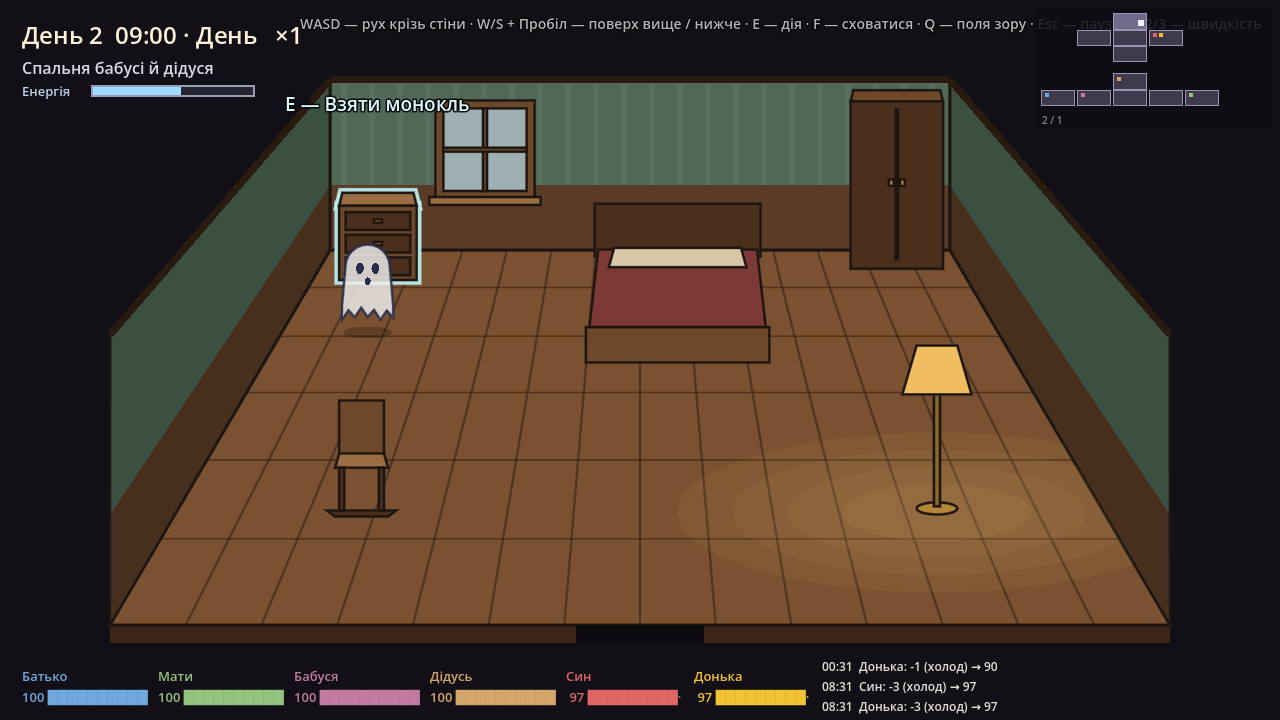 День 2 09:00 · День ×1
WASD — рух крізь стіни · W/S + Пробіл — поверх вище / нижче · E — дія · F — сховатися · Q — поля зору · Esc — пауза 2/3 — швидкість
Спальня бабусі й дідуся
Енергія
E — Взяти монокль
2 / 1
Батько
100
Мати
100
Бабуся
100
Дідусь
100
Син
97
Донька
97
00:31 Донька: -1 (холод) → 90
08:31 Син: -3 (холод) → 97
08:31 Донька: -3 (холод) → 97